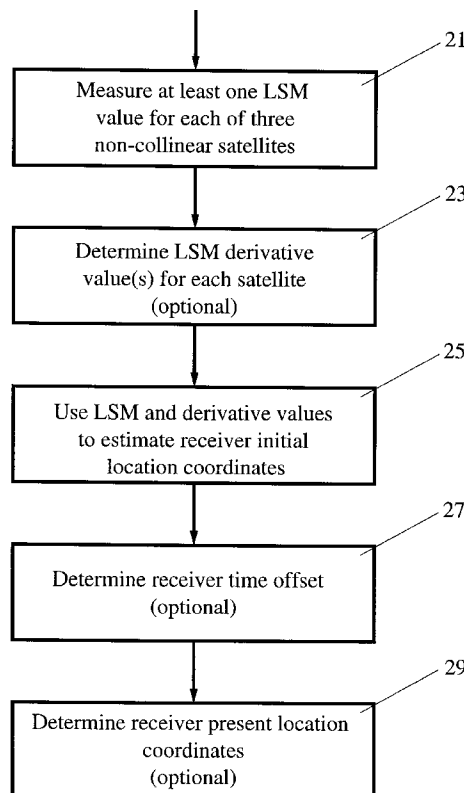 21
Measure at least one LSM
value for each of three
non-collinear satellites
23
Determine LSM derivative
value(s) for each satellite
(optional)
25
Use LSM and derivative values
to estimate receiver initial
location coordinates
27
Determine receiver time offset
(optional)
29
Determine receiver present location
coordinates
(optional)